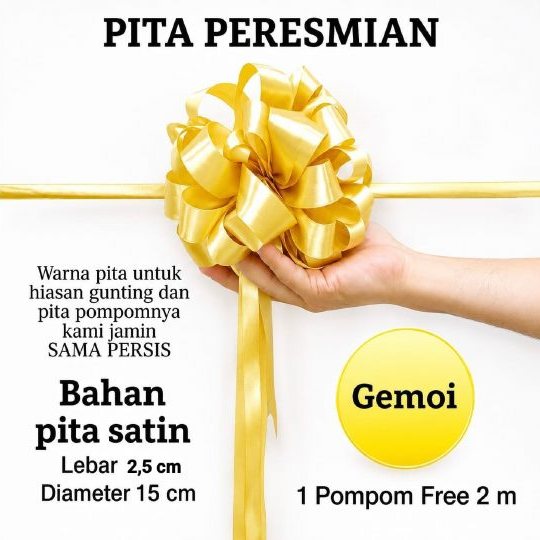 PITA PERESMIAN
Warna pita untuk
hiasan gunting dan
pita pompomnya
kami jamin
SAMA PERSIS
Bahan
pita satin
Lebar 2,5 cm
Diameter 15 cm
Gemoi
1 Pompom Free 2 m